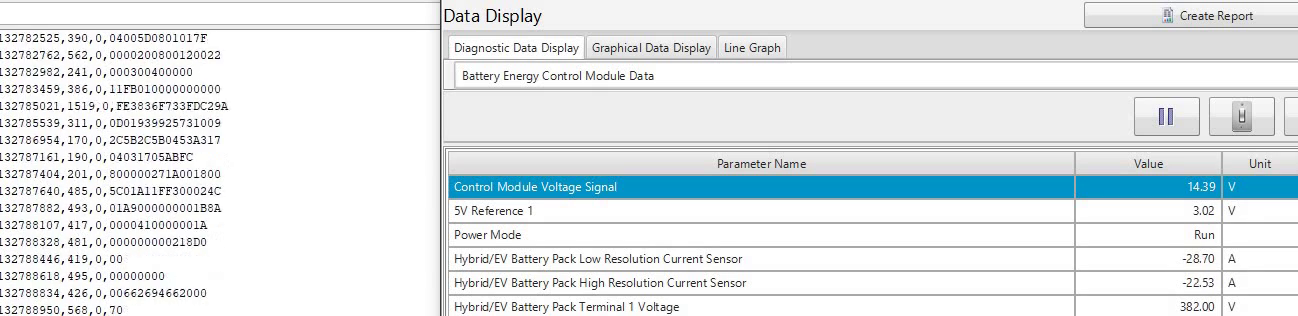 132782525,390,0,04005D0801017F
132782762,562,0,0000200800120022
132782982,241,0,000300400000
132783459,386,0,11FB010000000000
132785021,1519,0,FE3836F733FDC29A
132785539,311,0,0D01939925731009
132786954,170,0,2C5B2C5B0453A317
132787161,190,0,04031705ABFC
132787404,201,0,800000271A001800
132787640,485,0,5C01A11FF300024C
132787882,493,0,01A9000000001B8A
132788107,417,0,0000410000001A
132788328,481,0,000000000218D0
132788446,419,0,00
132788618,495,0,00000000
132788834,426,0,00662694662000
132788950,568,0,70
Data Display
Create Report
Diagnostic Data Display Graphical Data Display Line Graph
Battery Energy Control Module Data
Parameter Name Value Unit
Control Module Voltage Signal 14.39 V
5V Reference 1 3.02 V
Power Mode Run
Hybrid/EV Battery Pack Low Resolution Current Sensor -28.70 A
Hybrid/EV Battery Pack High Resolution Current Sensor -22.53 A
Hybrid/EV Battery Pack Terminal 1 Voltage 382.00 V